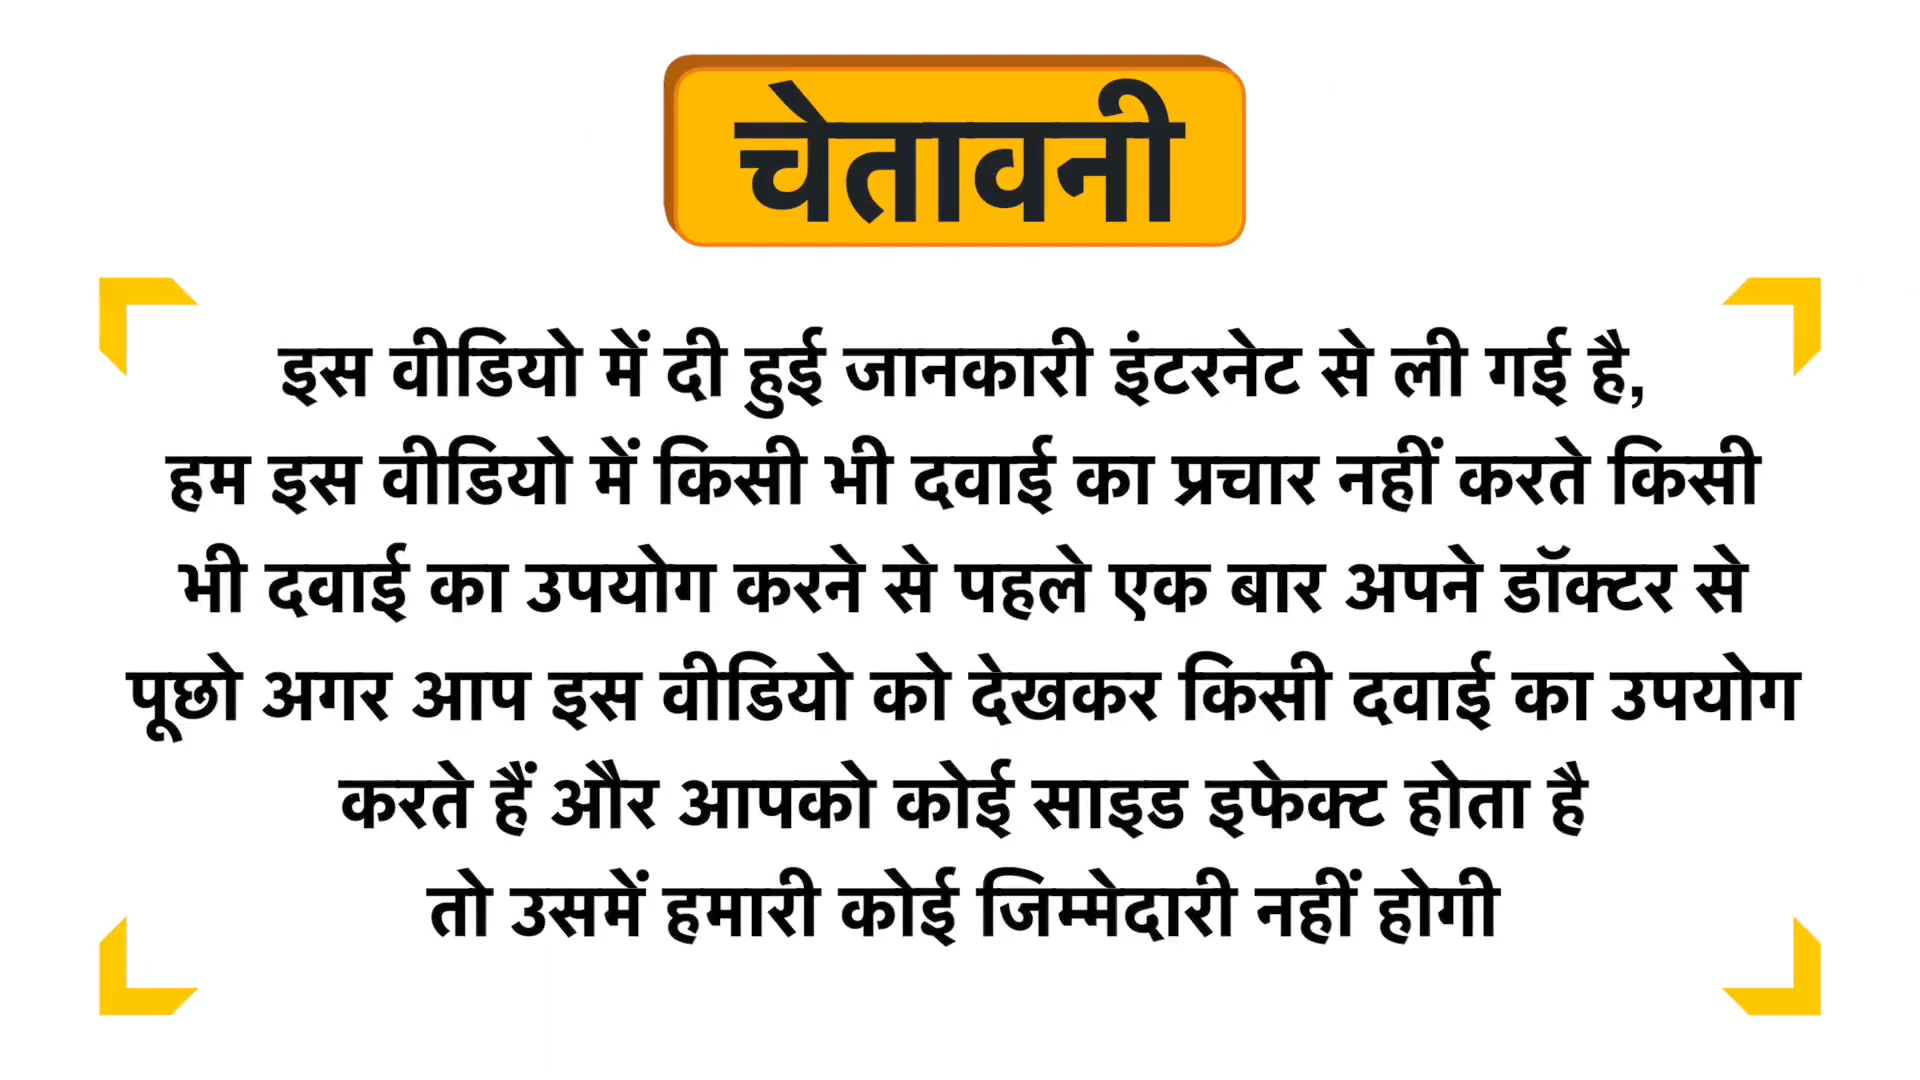 चेतावनी
इस वीडियो में दी हुई जानकारी इंटरनेट से ली गई है,
हम इस वीडियो में किसी भी दवाई का प्रचार नहीं करते किसी
भी दवाई का उपयोग करने से पहले एक बार अपने डॉक्टर से
पूछो अगर आप इस वीडियो को देखकर किसी दवाई का उपयोग
करते हैं और आपको कोई साइड इफेक्ट होता है
तो उसमें हमारी कोई जिम्मेदारी नहीं होगी